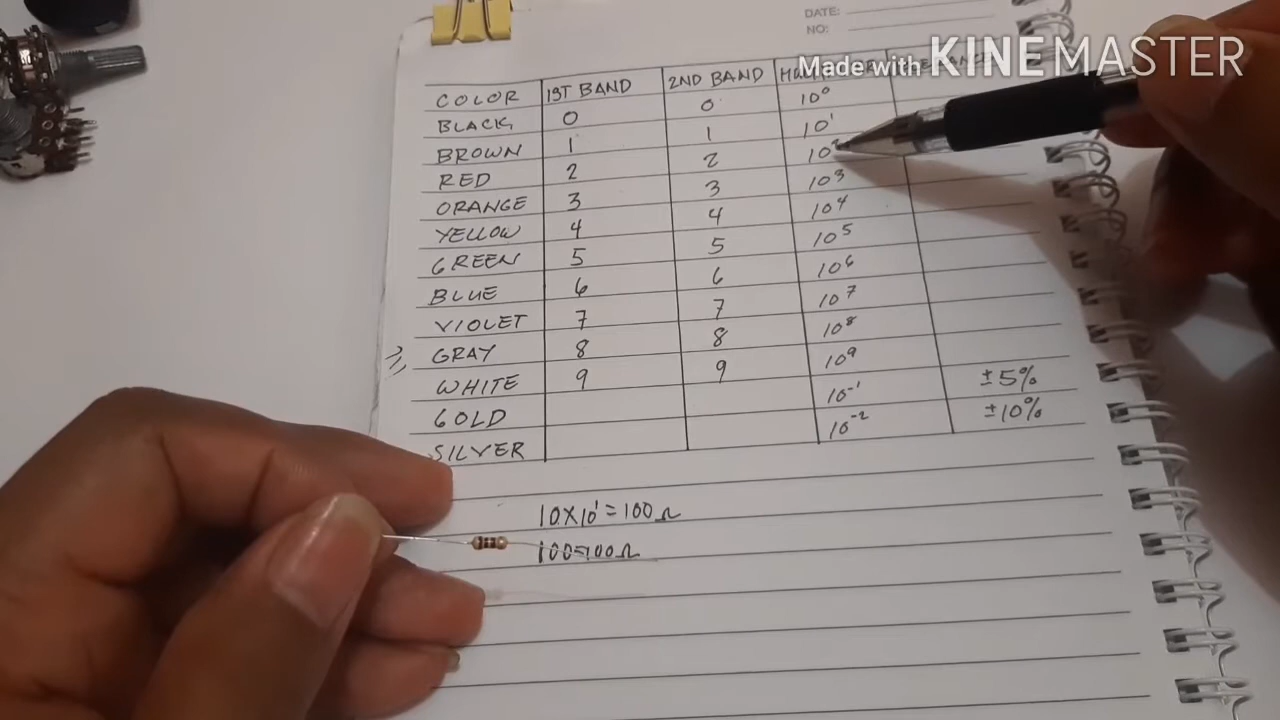 DATE:
NO:
Made with KINEMASTER
COLOR 1ST BAND 2ND BAND
BLACK 0 0 10⁰
BROWN 1 1 10¹
RED 2 2 10²
ORANGE 3 3 10³
YELLOW 4 4 10⁴
GREEN 5 5 10⁵
BLUE 6 6 10⁶
VIOLET 7 7 10⁷
GRAY 8 8 10⁸
WHITE 9 9 10⁹
GOLD 10⁻¹ ±5%
SILVER 10⁻² ±10%
10X10¹=100Ω
100=100Ω